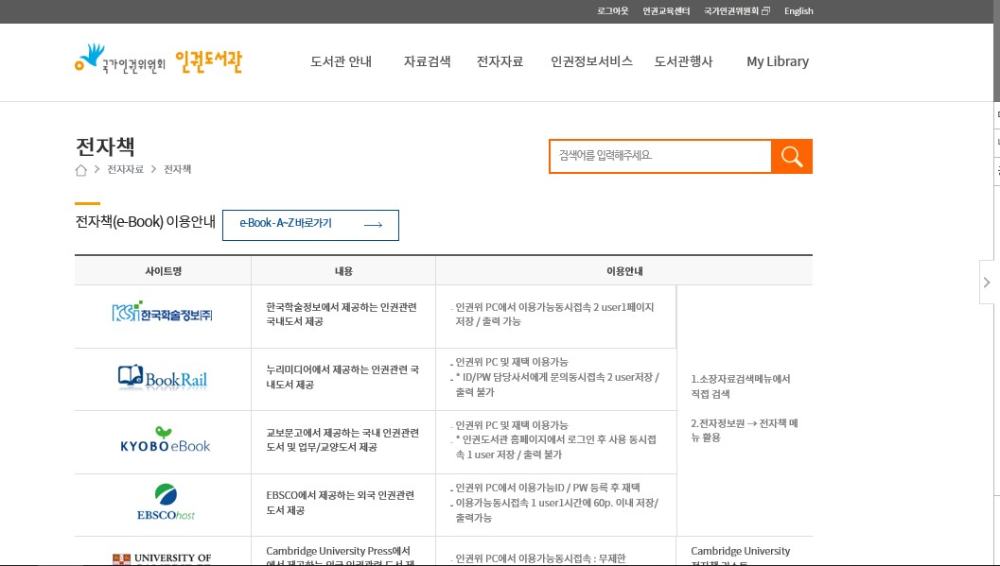 로그아웃 인권교육센터 국가인권위원회 English
국가인권위원회 인권도서관
도서관 안내 자료검색 전자자료 인권정보서비스 도서관행사 My Library
전자책
검색어를 입력해주세요.
전자자료 전자책
전자책(e-Book) 이용안내
e-Book - A~Z 바로가기
사이트명 내용 이용안내
KSi 한국학술정보㈜
한국학술정보에서 제공하는 인권관련
국내도서 제공
- 인권위 PC에서 이용가능동시접속 2 user1페이지
저장 / 출력 가능
BookRail
누리미디어에서 제공하는 인권관련 국
내도서 제공
- 인권위 PC 및 재택 이용가능
- * ID/PW 담당사서에게 문의동시접속 2 user저장 /
출력 불가
KYOBO eBook
교보문고에서 제공하는 국내 인권관련
도서 및 업무/교양도서 제공
- 인권위 PC 및 재택 이용가능
- * 인권도서관 홈페이지에서 로그인 후 사용 동시접
속 1 user 저장 / 출력 불가
EBSCOhost
EBSCO에서 제공하는 외국 인권관련
도서 제공
- 인권위 PC에서 이용가능ID / PW 등록 후 재택
- 이용가능동시접속 1 user1시간에 60p. 이내 저장/
출력가능
1.소장자료검색메뉴에서
직접 검색
2.전자정보원 → 전자책 메
뉴 활용
UNIVERSITY OF
Cambridge University Press에서
- 인권위 PC에서 이용가능동시접속 : 무제한
Cambridge University